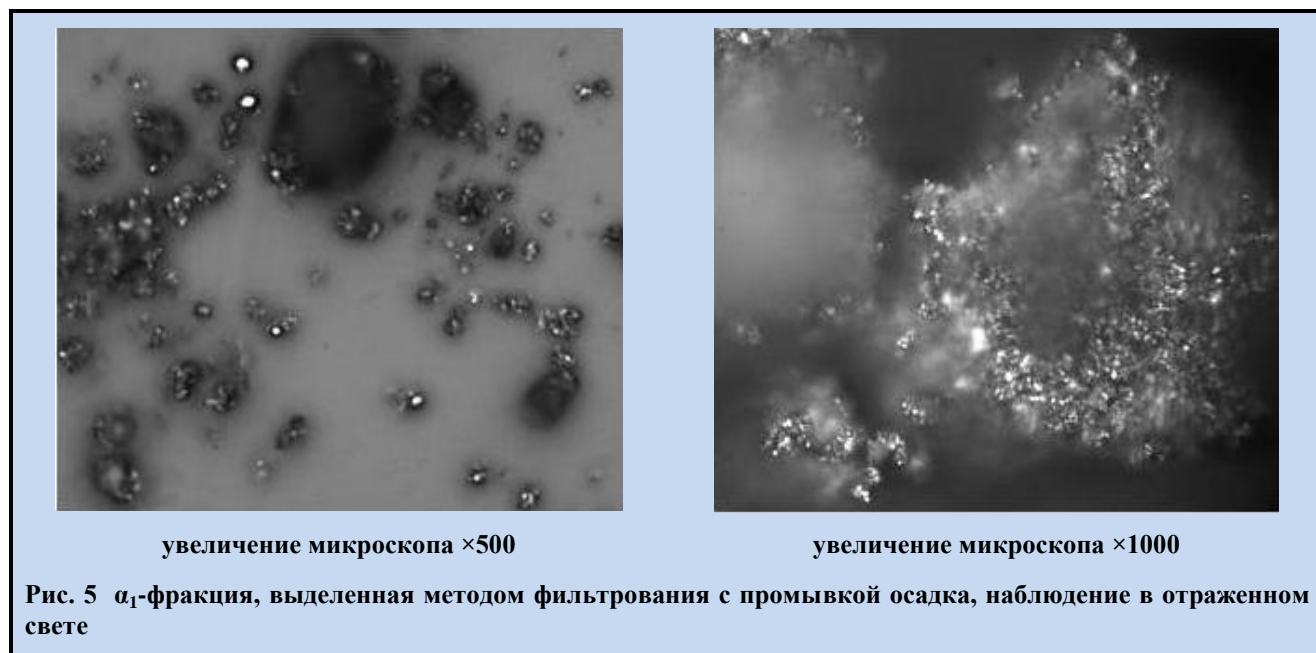 увеличение микроскопа ×500
увеличение микроскопа ×1000
Рис. 5 α₁-фракция, выделенная методом фильтрования с промывкой осадка, наблюдение в отраженном
свете